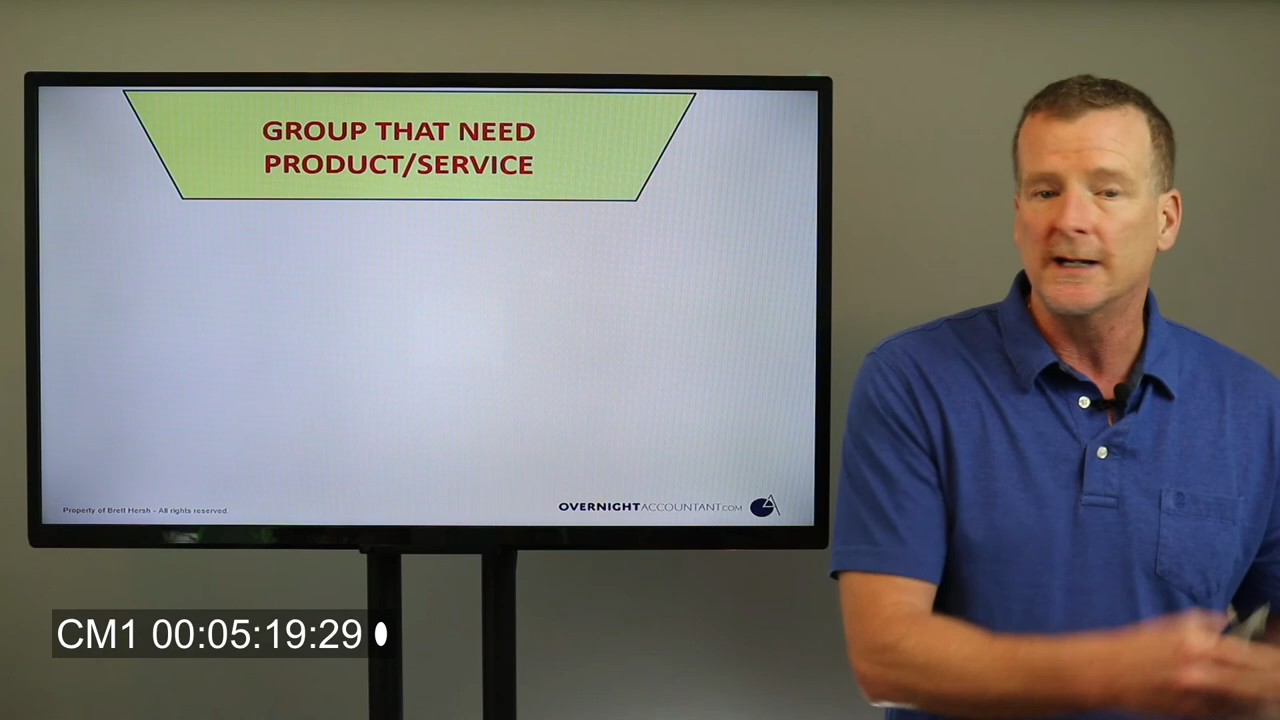 GROUP THAT NEED
PRODUCT/SERVICE
Property of Brett Hersh - All rights reserved.
OVERNIGHTACCOUNTANT.COM
CM1 00:05:19:29